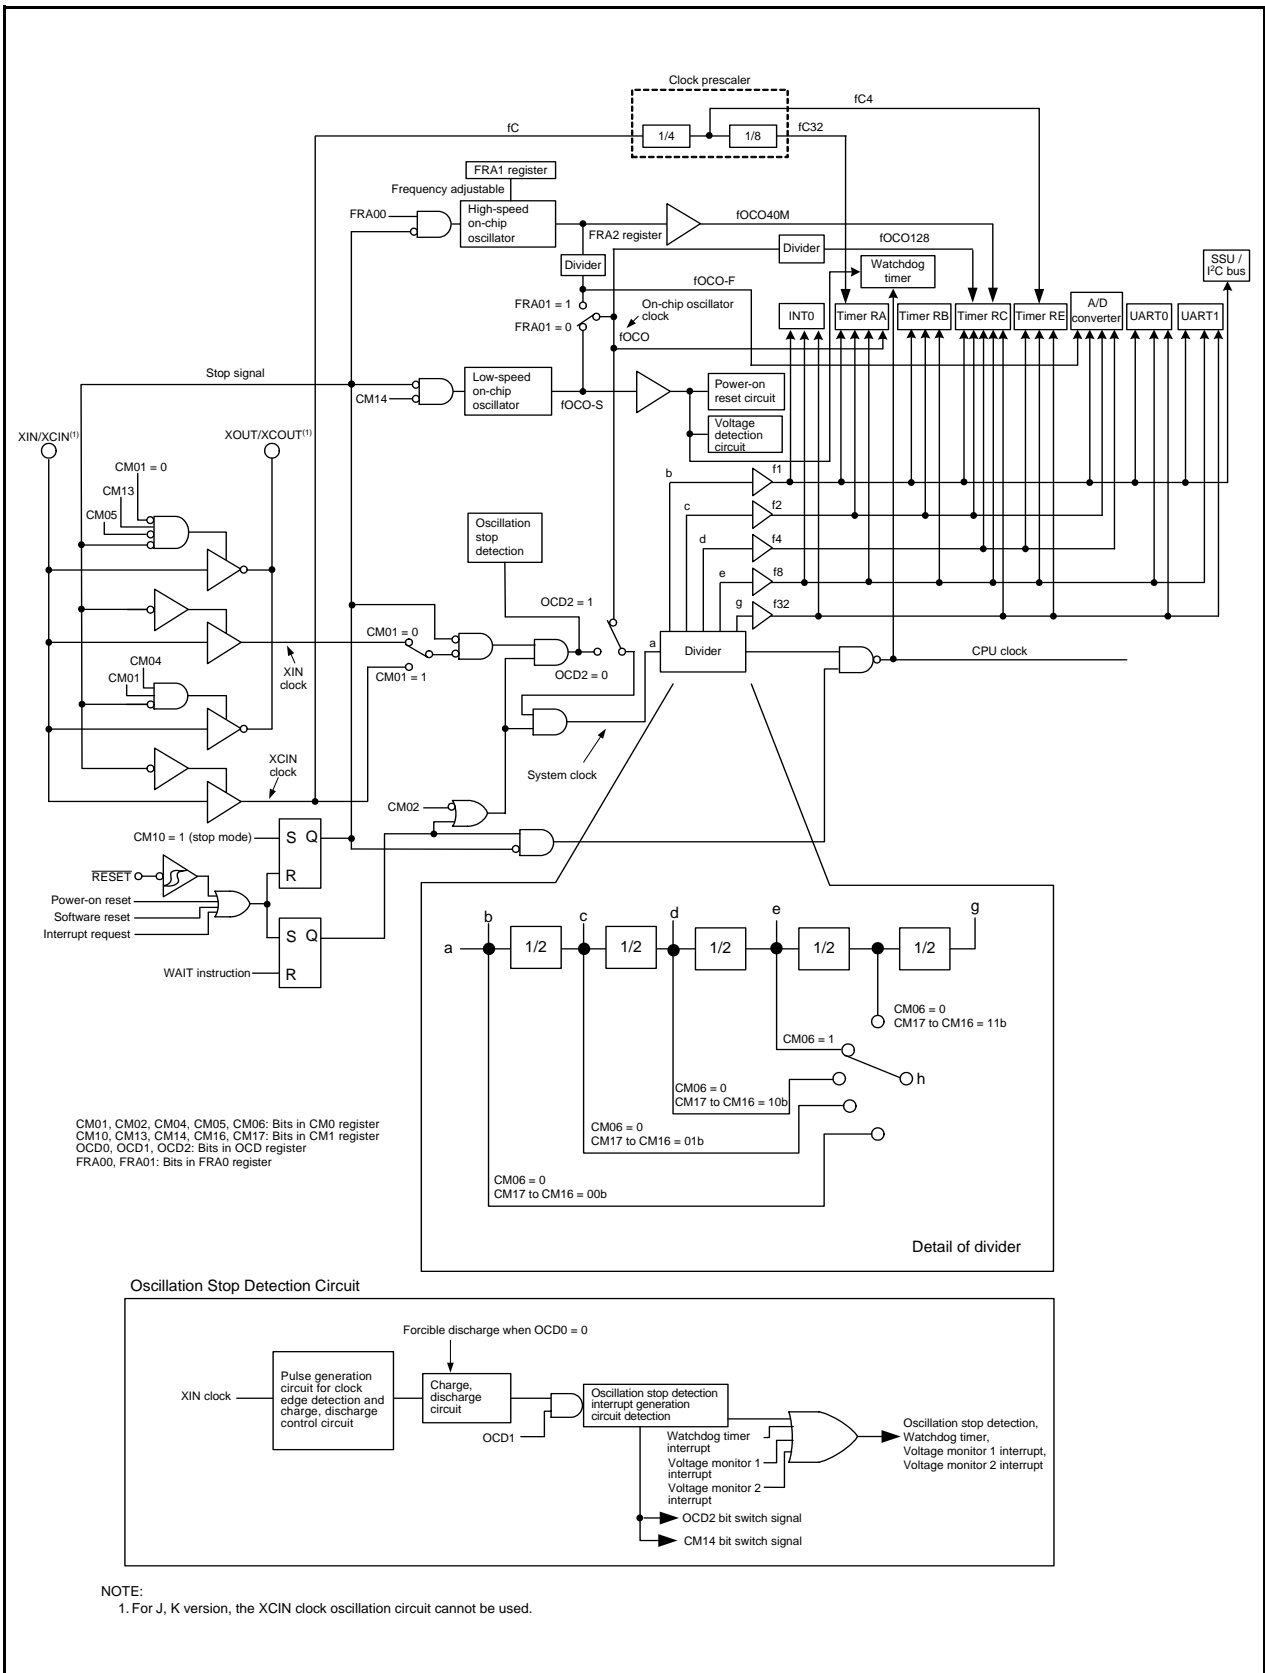 Clock prescaler
fC4
fC
1/4
1/8
fC32
FRA1 register
Frequency adjustable
FRA00
High-speed
on-chip
oscillator
FRA2 register
fOCO40M
Divider
fOCO128
Divider
Watchdog
timer
SSU /
I2C bus
fOCO-F
FRA01 = 1
FRA01 = 0
On-chip oscillator
clock
fOCO
INT0
Timer RA
Timer RB
Timer RC
Timer RE
A/D
converter
UART0
UART1
Stop signal
CM14
Low-speed
on-chip
oscillator
fOCO-S
Power-on
reset circuit
Voltage
detection
circuit
XIN/XCIN(1)
XOUT/XCOUT(1)
CM01 = 0
CM13
CM05
b
f1
c
f2
d
f4
e
f8
g
f32
Oscillation
stop
detection
OCD2 = 1
CM01 = 0
CM01 = 1
OCD2 = 0
a
Divider
CPU clock
XIN
clock
CM04
CM01
System clock
XCIN
clock
CM02
CM10 = 1 (stop mode)
S Q
R
RESET
Power-on reset
Software reset
Interrupt request
S Q
R
WAIT instruction
b
c
d
e
g
a
1/2
1/2
1/2
1/2
1/2
CM06 = 0
CM17 to CM16 = 11b
CM06 = 1
h
CM06 = 0
CM17 to CM16 = 10b
CM06 = 0
CM17 to CM16 = 01b
CM06 = 0
CM17 to CM16 = 00b
Detail of divider
CM01, CM02, CM04, CM05, CM06: Bits in CM0 register
CM10, CM13, CM14, CM16, CM17: Bits in CM1 register
OCD0, OCD1, OCD2: Bits in OCD register
FRA00, FRA01: Bits in FRA0 register
Oscillation Stop Detection Circuit
Forcible discharge when OCD0 = 0
XIN clock
Pulse generation
circuit for clock
edge detection and
charge, discharge
control circuit
Charge,
discharge
circuit
OCD1
Oscillation stop detection
interrupt generation
circuit detection
Watchdog timer
interrupt
Voltage monitor 1
interrupt
Voltage monitor 2
interrupt
Oscillation stop detection,
Watchdog timer,
Voltage monitor 1 interrupt,
Voltage monitor 2 interrupt
OCD2 bit switch signal
CM14 bit switch signal
NOTE:
1. For J, K version, the XCIN clock oscillation circuit cannot be used.